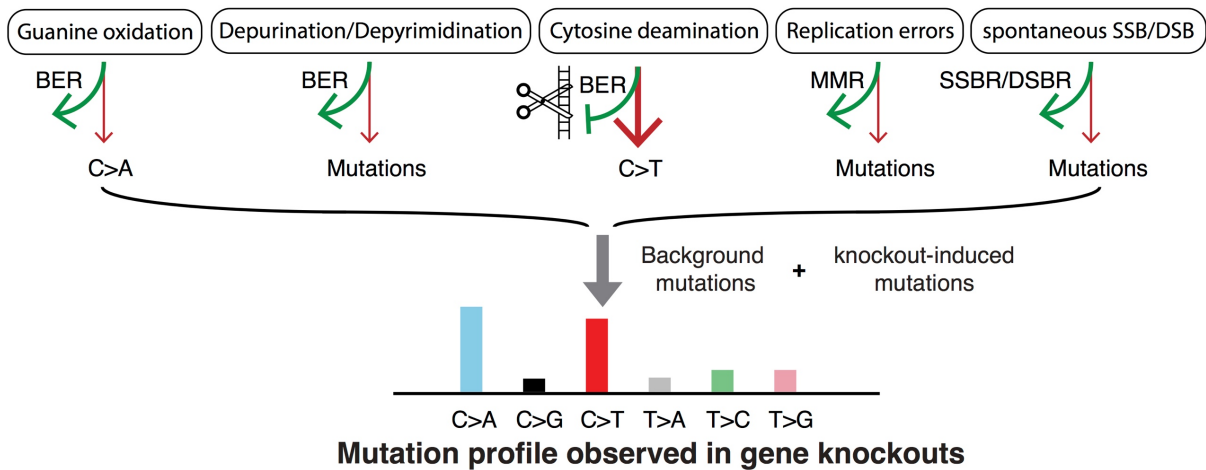 Guanine oxidation
Depurination/Depyrimidination
Cytosine deamination
Replication errors
spontaneous SSB/DSB
BER
BER
BER
MMR
SSBR/DSBR
C>A
Mutations
C>T
Mutations
Mutations
Background
mutations
+
knockout-induced
mutations
C>A
C>G
C>T
T>A
T>C
T>G
Mutation profile observed in gene knockouts